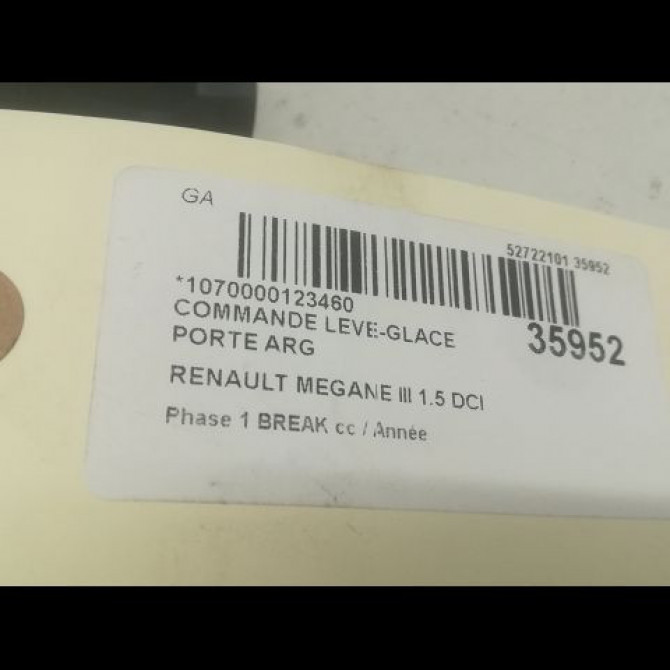 GA
52722101 35952
*1070000123460
COMMANDE LEVE-GLACE
PORTE ARG
35952
RENAULT MEGANE III 1.5 DCI
Phase 1 BREAK cc / Année